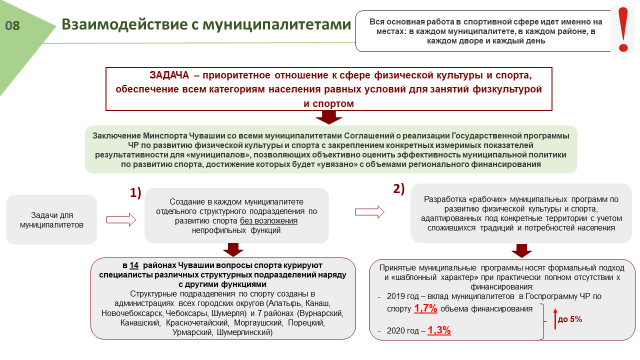 08
Взаимодействие с муниципалитетами
Вся основная работа в спортивной сфере идет именно на
местах: в каждом муниципалитете, в каждом районе, в
каждом дворе и каждый день
!
ЗАДАЧА – приоритетное отношение к сфере физической культуры и спорта,
обеспечение всем категориям населения равных условий для занятий физкультурой
и спортом
Заключение Минспорта Чувашии со всеми муниципалитетами Соглашений о реализации Государственной программы
ЧР по развитию физической культуры и спорта с закреплением конкретных измеримых показателей
результативности для «муниципалов», позволяющих объективно оценить эффективность муниципальной политики
по развитию спорта, достижение которых будет «увязано» с объемами регионального финансирования
Задачи для
муниципалитетов
1)
Создание в каждом муниципалитете
отдельного структурного подразделения по
развитию спорта без возложения
непрофильных функций
2)
Разработка «рабочих» муниципальных программ по
развитию физической культуры и спорта,
адаптированных под конкретные территории с учетом
сложившихся традиций и потребностей населения
в 14 районах Чувашии вопросы спорта курируют
специалисты различных структурных подразделений наряду
с другими функциями
Структурные подразделения по спорту созданы в
администрациях всех городских округов (Алатырь, Канаш,
Новочебоксарск, Чебоксары, Шумерля) и 7 районах (Вурнарский,
Канашский, Красночетайский, Моргаушский, Порецкий,
Урмарский, Шумерлинский)
Принятые муниципальные программы носят формальный подход
и «шаблонный характер» при практически полном отсутствии х
финансирования:
- 2019 год – вклад муниципалитетов в Госпрограмму ЧР по
спорту 1,7% объема финансирования
до 5%
- 2020 год – 1,3%